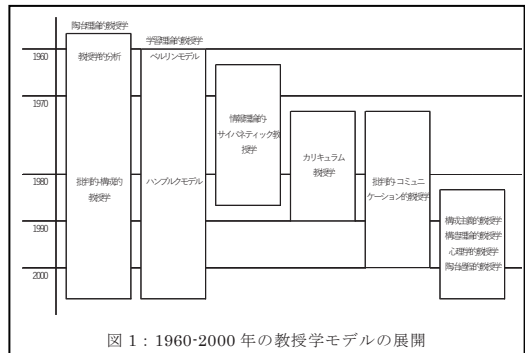 陶冶理論的教授学
学習理論的教授学
1960
教授学的分析
ベルリンモデル
1970
情報理論的-
サイバネティック教
授学
カリキュラム
教授学
1980
批判的-構成的
教授学
ハンブルクモデル
批判的-コミュニ
ケーション的教授学
1990
構成主義的教授学
構造理論的教授学
心理学的教授学
陶冶過程的教授学
2000
図 1：1960-2000 年の教授学モデルの展開